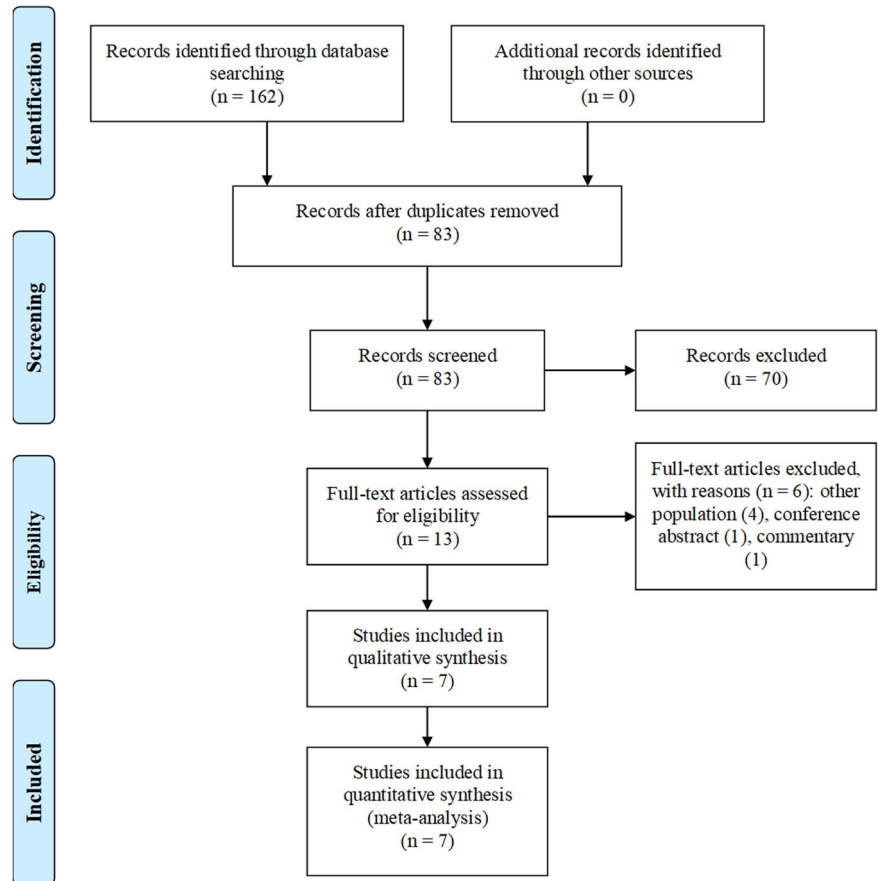 Identification
Records identified through database
searching
(n = 162)
Additional records identified
through other sources
(n = 0)
Records after duplicates removed
(n = 83)
Screening
Records screened
(n = 83)
Records excluded
(n = 70)
Eligibility
Full-text articles assessed
for eligibility
(n = 13)
Full-text articles excluded,
with reasons (n = 6): other
population (4), conference
abstract (1), commentary
(1)
Studies included in
qualitative synthesis
(n = 7)
Included
Studies included in
quantitative synthesis
(meta-analysis)
(n = 7)